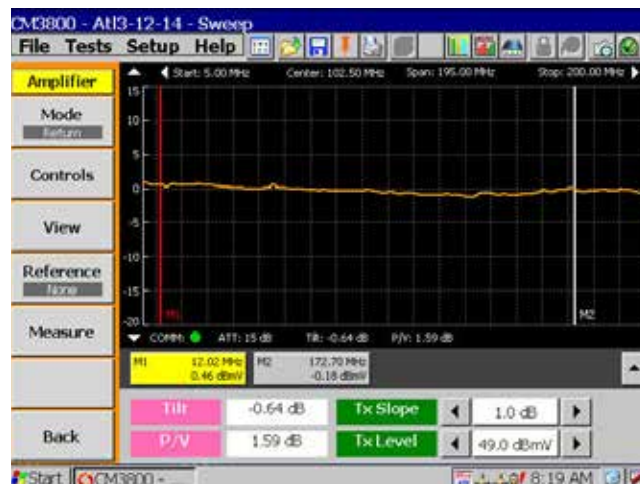 CM3800 - Atl3-12-14 - Sweep
File Tests Setup Help
Amplifier
Start: 5.00 MHz Center: 102.50 MHz Span: 195.00 MHz Stop: 200.00 MHz
15
10
5
0
-5
-10
-15
-20
M1
M2
Mode
Return
Controls
View
Reference
None
Measure
Back
COMM: ATT: 15 dB Tilt: -0.64 dB P/V: 1.59 dB
M1 12.02 MHz M2 172.70 MHz
0.46 dBmV -0.18 dBmV
Tilt -0.64 dB Tx Slope 1.0 dB
P/V 1.59 dB Tx Level 49.0 dBmV
Start CM3800 - 8:19 AM